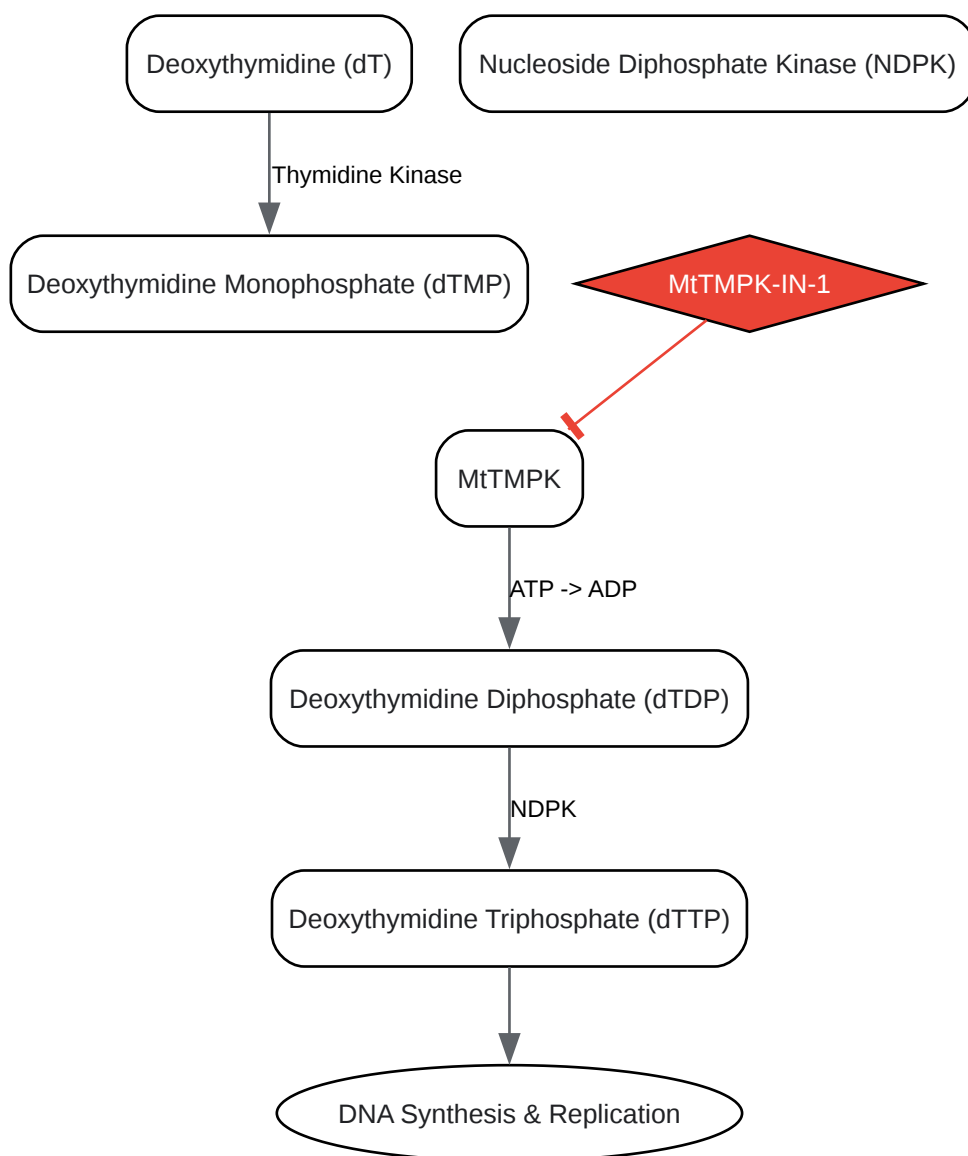 Deoxythymidine (dT)
Nucleoside Diphosphate Kinase (NDPK)
Thymidine Kinase
Deoxythymidine Monophosphate (dTMP)
MtTMPK-IN-1
MtTMPK
ATP -> ADP
Deoxythymidine Diphosphate (dTDP)
NDPK
Deoxythymidine Triphosphate (dTTP)
DNA Synthesis & Replication